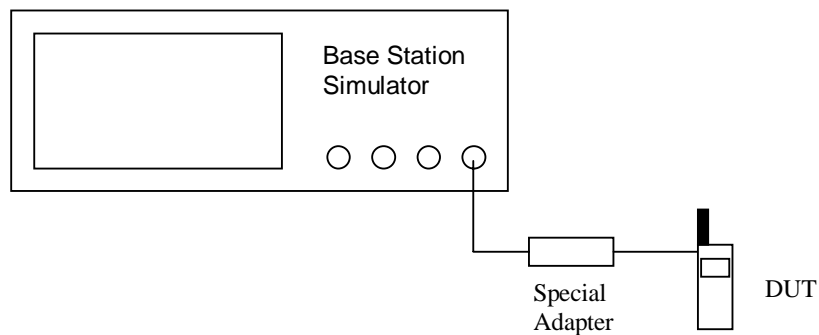 Base Station
Simulator
Special
Adapter
DUT